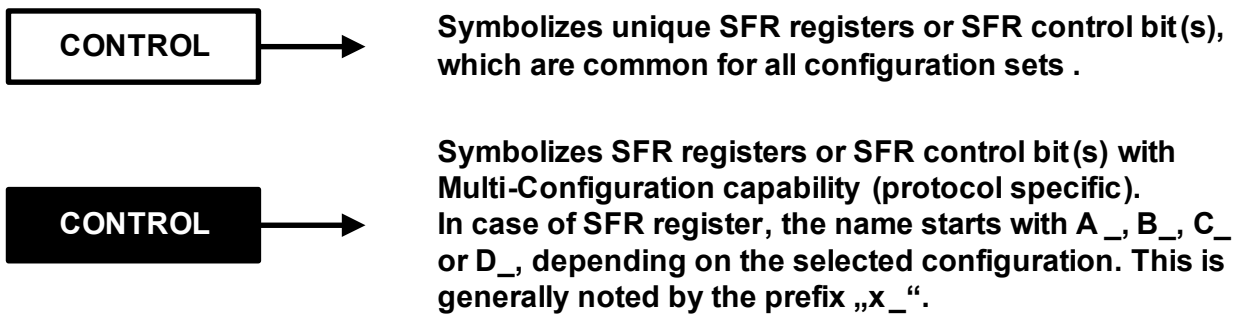 CONTROL
Symbolizes unique SFR registers or SFR control bit(s),
which are common for all configuration sets .
CONTROL
Symbolizes SFR registers or SFR control bit(s) with
Multi-Configuration capability (protocol specific).
In case of SFR register, the name starts with A _, B_, C_
or D_, depending on the selected configuration. This is
generally noted by the prefix „x_“.